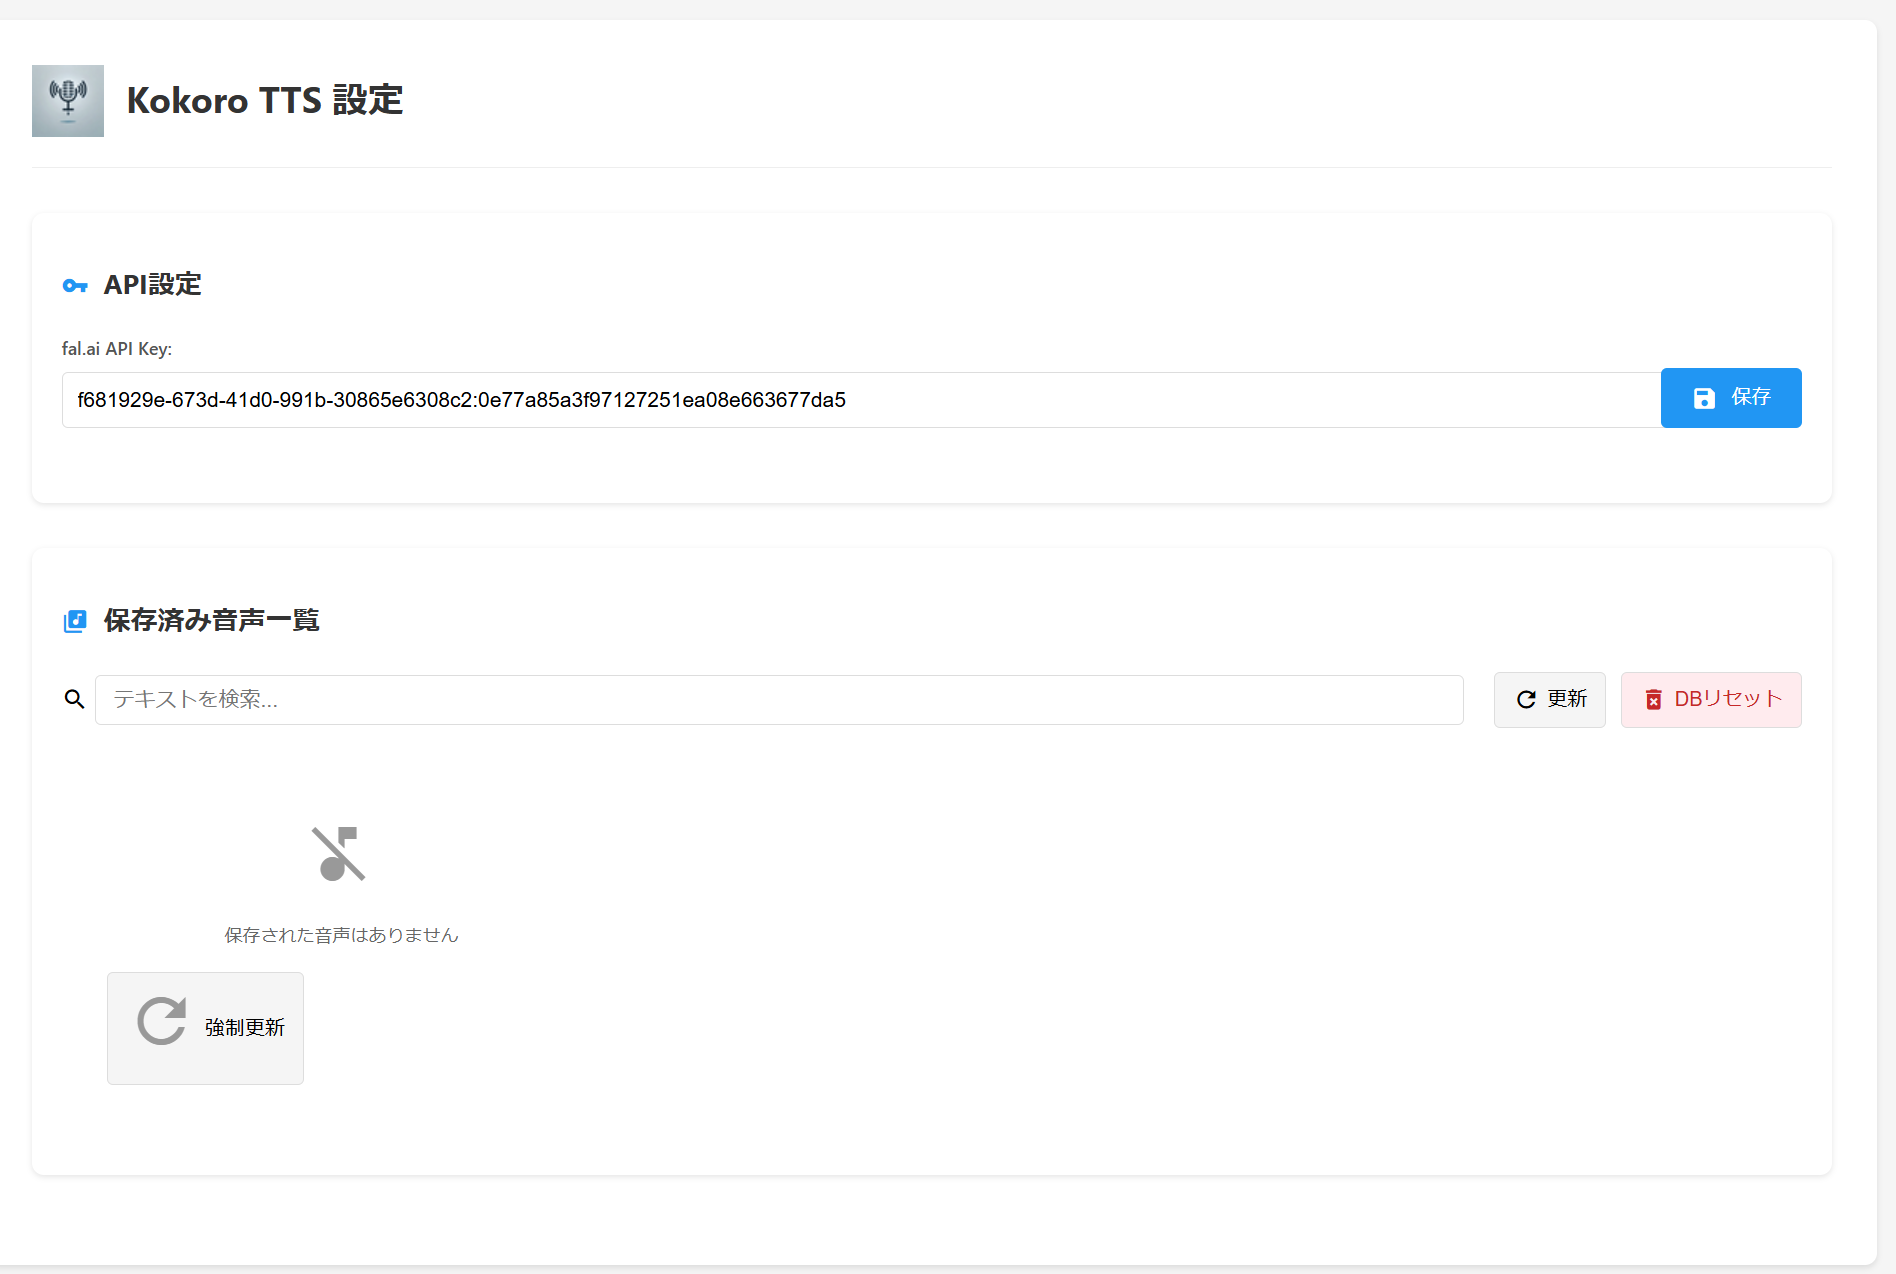 Kokoro TTS 設定
API設定
fal.ai API Key:
f681929e-673d-41d0-991b-30865e6308c2:0e77a85a3f97127251ea08e663677da5
保存
保存済み音声一覧
テキストを検索...
更新
DBリセット
保存された音声はありません
強制更新